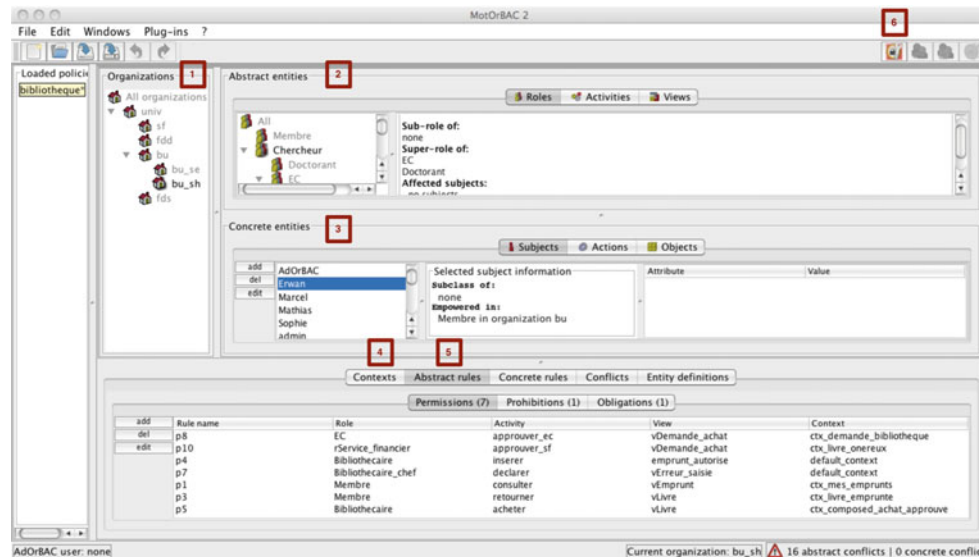 MotOrBAC 2
File Edit Windows Plug-ins ?
6
Loaded policie
bibliotheque"
Organizations
1
All organizations
univ
sf
fdd
bu
bu_se
bu_sh
fds
Abstract entities
2
Roles Activities Views
All
Membre
Chercheur
Doctorant
EC
Sub-role of:
none
Super-role of:
EC
Doctorant
Affected subjects:
no subjects
Concrete entities
3
Subjects Actions Objects
add
del
edit
AdOrBAC
Erwan
Marcel
Mathias
Sophie
admin
Selected subject information
Subclass of:
none
Empowered in:
Membre in organization bu
Attribute Value
4 5
Contexts Abstract rules Concrete rules Conflicts Entity definitions
Permissions (7) Prohibitions (1) Obligations (1)
add
del
edit
Rule name Role Activity View Context
p8 EC approuver_ec vDemande_achat ctx_demande_bibliotheque
p10 rService_financier approuver_sf vDemande_achat ctx_livre_onereux
p4 Bibliothecaire inserer emprunt_autorise default_context
p7 Bibliothecaire_chef declarer vErreur_saisie default_context
p1 Membre consulter vEmprunt ctx_mes_emprunts
p3 Membre retourner vLivre ctx_livre_emprunte
p5 Bibliothecaire acheter vLivre ctx_composed_achat_approuve
AdOrBAC user: none
Current organization: bu_sh 16 abstract conflicts | 0 concrete confli